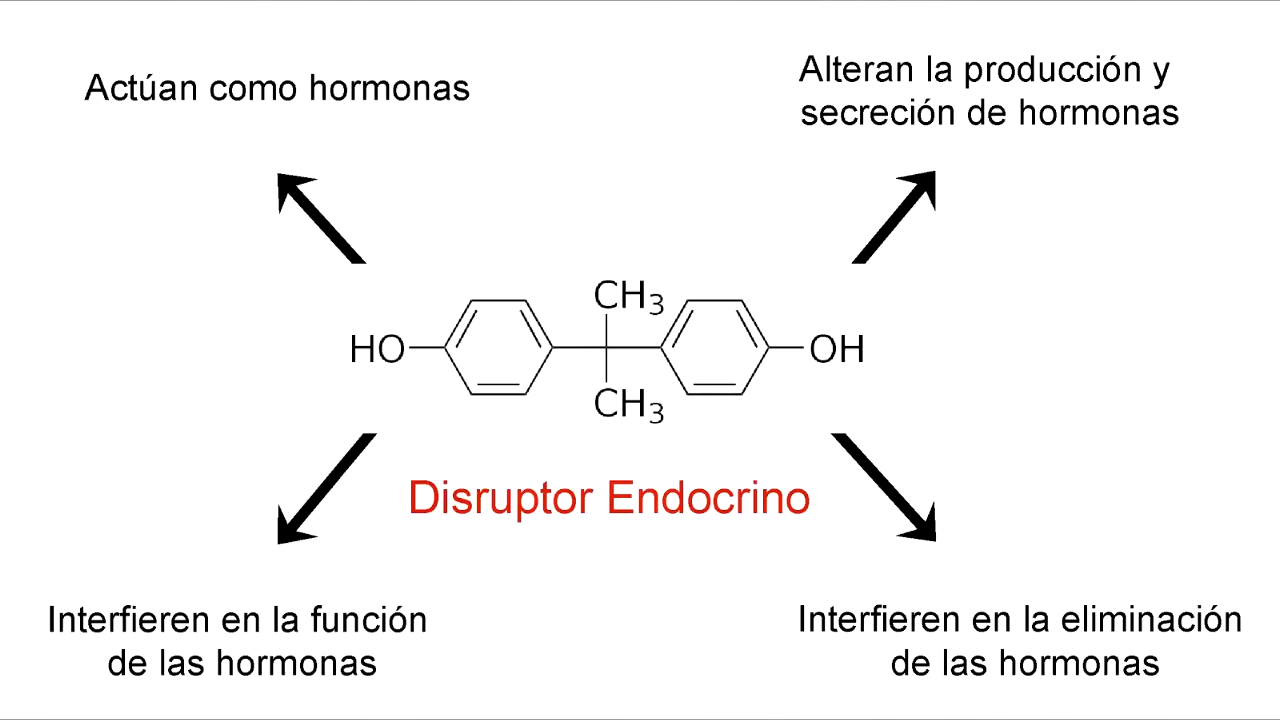 Actúan como hormonas
Alteran la producción y
secreción de hormonas
CH3
HO
OH
CH3
Disruptor Endocrino
Interfieren en la función
de las hormonas
Interfieren en la eliminación
de las hormonas